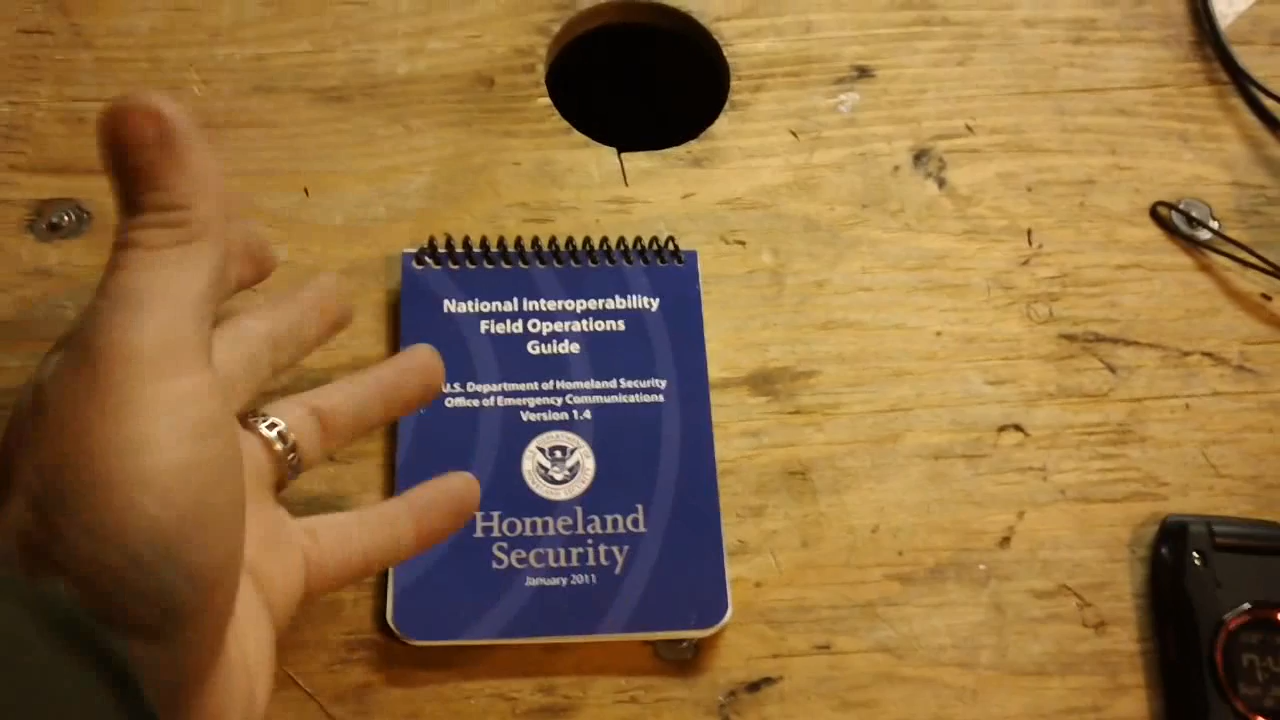 National Interoperability
Field Operations
Guide
U.S. Department of Homeland Security
Office of Emergency Communications
Version 1.4
Homeland
Security
January 2011